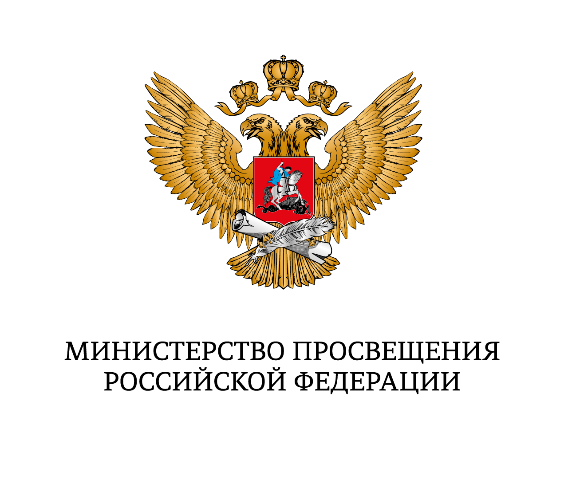 МИНИСТЕРСТВО ПРОСВЕЩЕНИЯ
РОССИЙСКОЙ ФЕДЕРАЦИИ